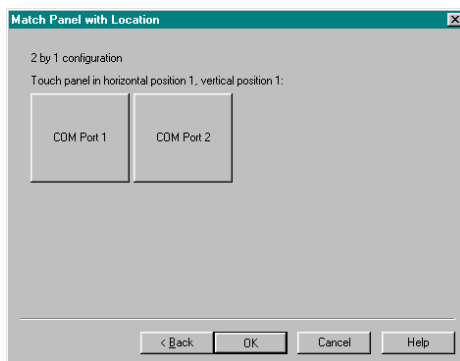 Match Panel with Location
2 by 1 configuration
Touch panel in horizontal position 1, vertical position 1:
COM Port 1 COM Port 2
< Back OK Cancel Help